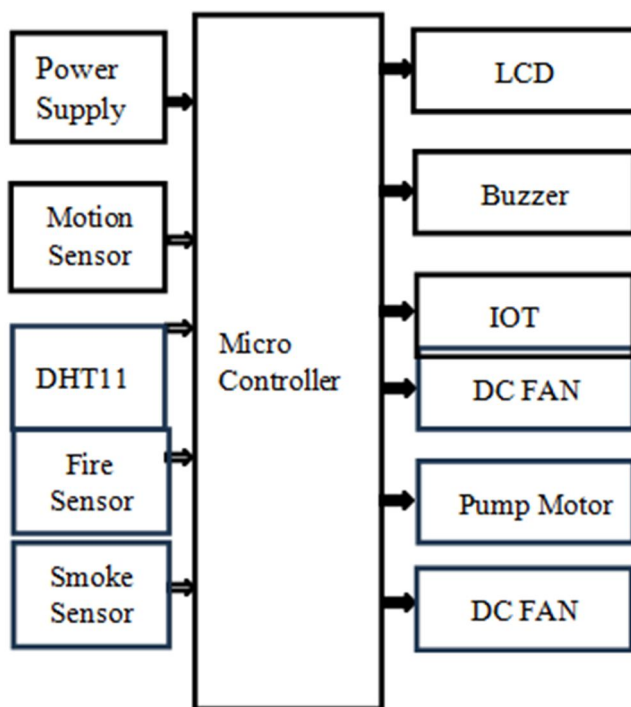 Power
Supply
Motion
Sensor
DHT11
Fire
Sensor
Smoke
Sensor
Micro
Controller
LCD
Buzzer
IOT
DC FAN
Pump Motor
DC FAN